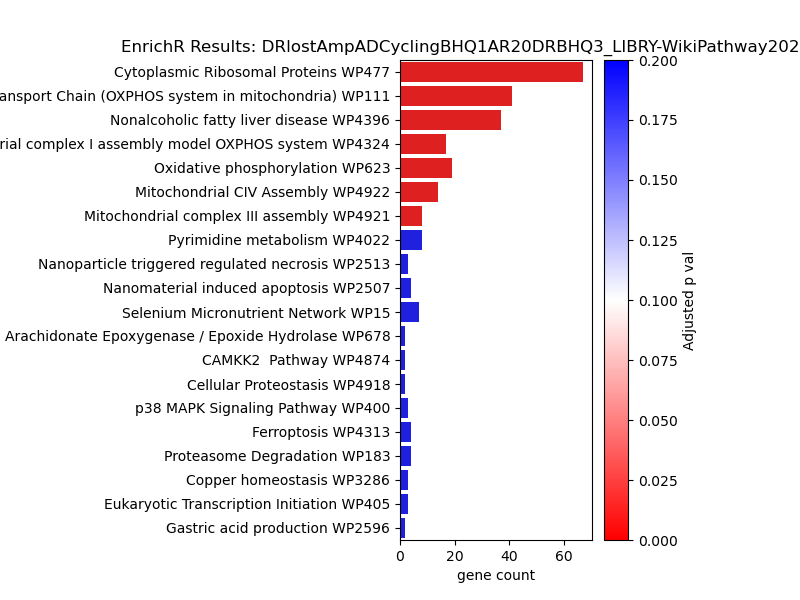 EnrichR Results: DRlostAmpADCyclingBHQ1AR20DRBHQ3_LIBRY-WikiPathway202
Cytoplasmic Ribosomal Proteins WP477
ansport Chain (OXPHOS system in mitochondria) WP111
Nonalcoholic fatty liver disease WP4396
rial complex I assembly model OXPHOS system WP4324
Oxidative phosphorylation WP623
Mitochondrial CIV Assembly WP4922
Mitochondrial complex III assembly WP4921
Pyrimidine metabolism WP4022
Nanoparticle triggered regulated necrosis WP2513
Nanomaterial induced apoptosis WP2507
Selenium Micronutrient Network WP15
Arachidonate Epoxygenase / Epoxide Hydrolase WP678
CAMKK2  Pathway WP4874
Cellular Proteostasis WP4918
p38 MAPK Signaling Pathway WP400
Ferroptosis WP4313
Proteasome Degradation WP183
Copper homeostasis WP3286
Eukaryotic Transcription Initiation WP405
Gastric acid production WP2596
0 20 40 60
gene count
0.200
0.175
0.150
0.125
0.100
0.075
0.050
0.025
0.000
Adjusted p val